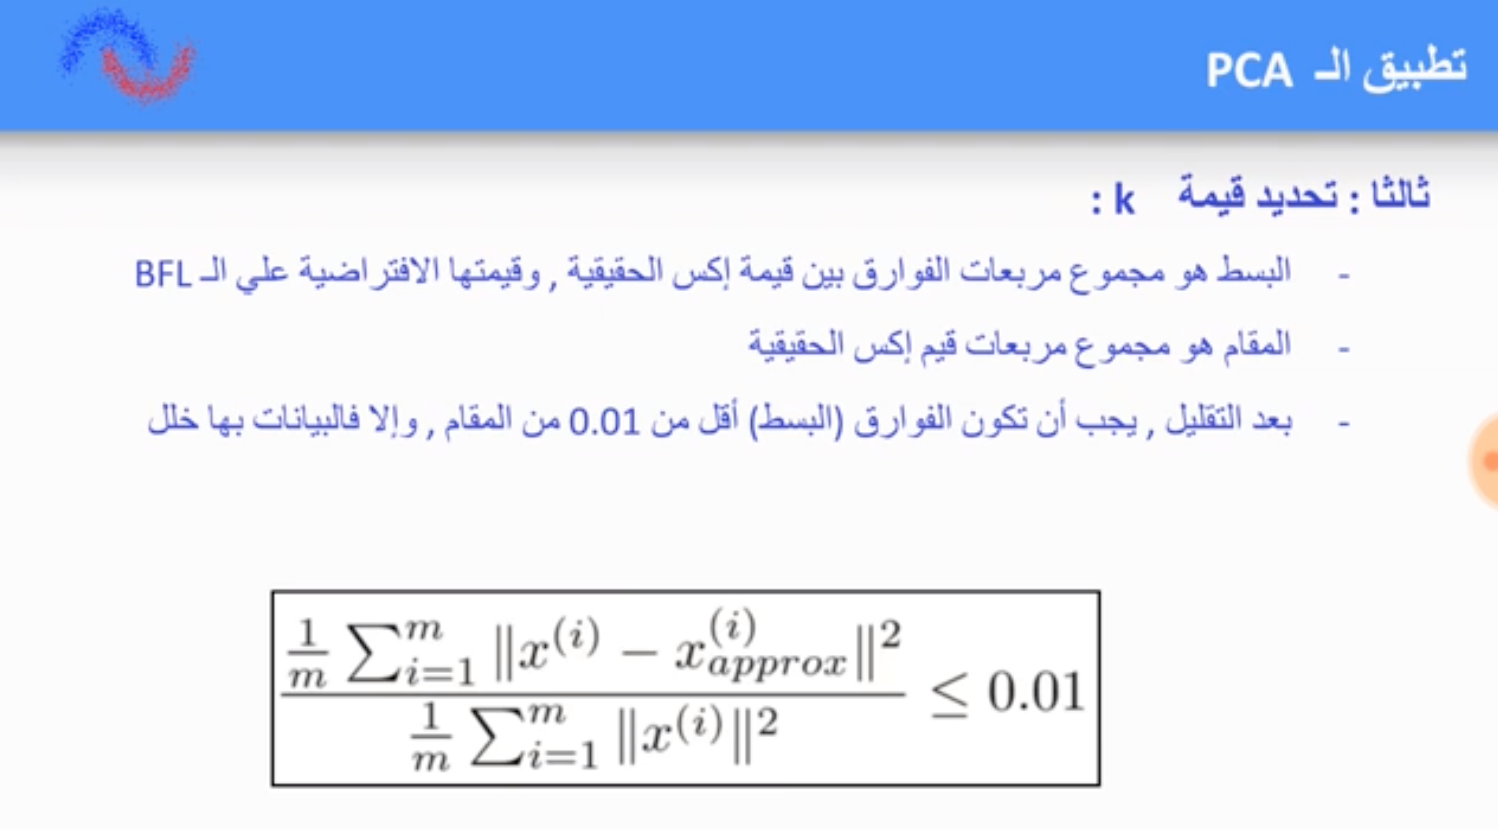 تطبيق الـ PCA
ثالثا : تحديد قيمة k :
- البسط هو مجموع مربعات الفوارق بين قيمة إكس الحقيقية , وقيمتها الافتراضية علي الـ BFL
- المقام هو مجموع مربعات قيم إكس الحقيقية
- بعد التقليل , يجب أن تكون الفوارق (البسط) أقل من 0.01 من المقام , وإلا فالبيانات بها خلل
\frac{\frac{1}{m} \sum_{i=1}^{m} \|x^{(i)} - x_{approx}^{(i)}\|^2}{\frac{1}{m} \sum_{i=1}^{m} \|x^{(i)}\|^2} \leq 0.01